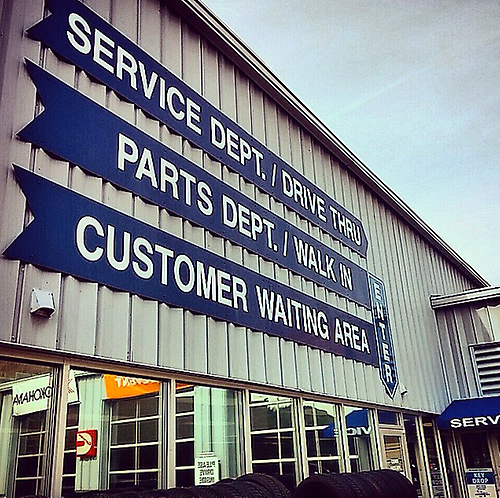 SERVICE DEPT. / DRIVE THRU
PARTS DEPT. / WALK IN
CUSTOMER WAITING AREA
ENTER
SERV
KEY
DROP